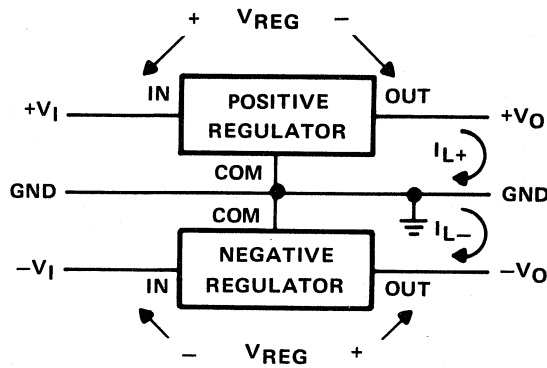 + VREG −
IN POSITIVE REGULATOR OUT
+VI +VO
COM IL+
GND GND
COM IL−
−VI NEGATIVE REGULATOR −VO
IN OUT
− VREG +